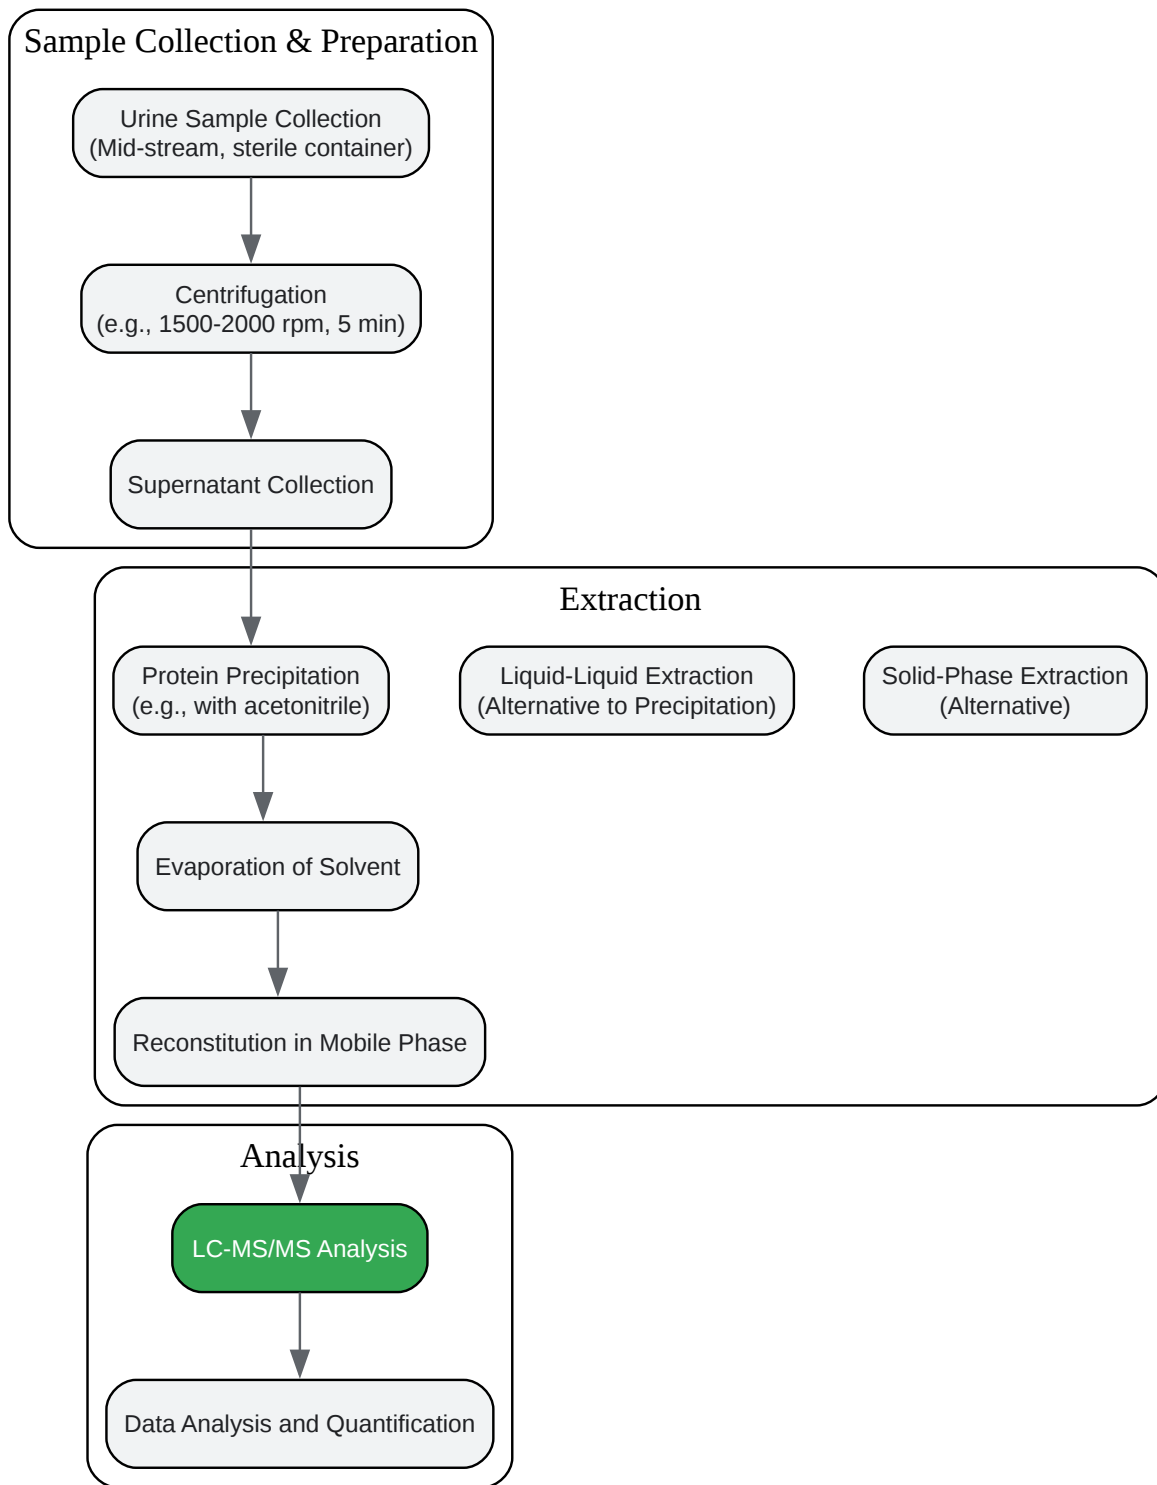 Sample Collection & Preparation
Urine Sample Collection
(Mid-stream, sterile container)
Centrifugation
(e.g., 1500-2000 rpm, 5 min)
Supernatant Collection
Extraction
Protein Precipitation
(e.g., with acetonitrile)
Liquid-Liquid Extraction
(Alternative to Precipitation)
Solid-Phase Extraction
(Alternative)
Evaporation of Solvent
Reconstitution in Mobile Phase
Analysis
LC-MS/MS Analysis
Data Analysis and Quantification